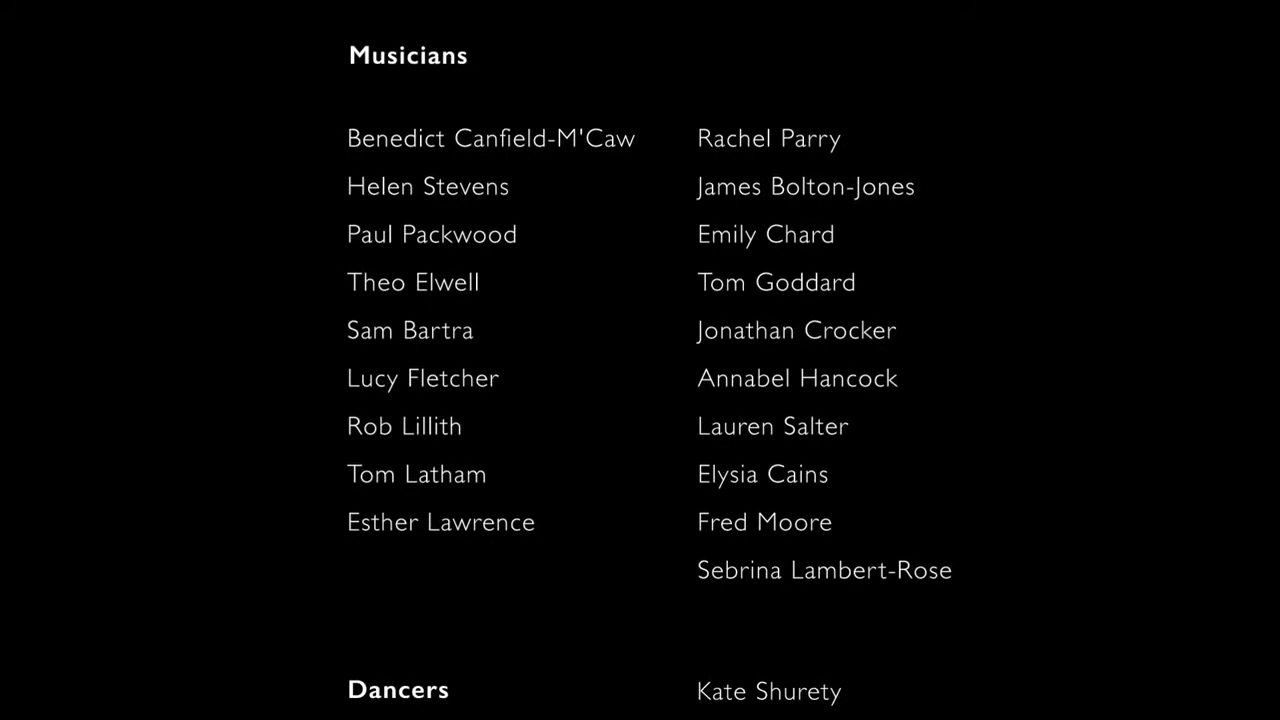 Musicians
Benedict Canfield-M'Caw Rachel Parry
Helen Stevens James Bolton-Jones
Paul Packwood Emily Chard
Theo Elwell Tom Goddard
Sam Bartra Jonathan Crocker
Lucy Fletcher Annabel Hancock
Rob Lillith Lauren Salter
Tom Latham Elysia Cains
Esther Lawrence Fred Moore
Sebrina Lambert-Rose
Dancers Kate Shurety